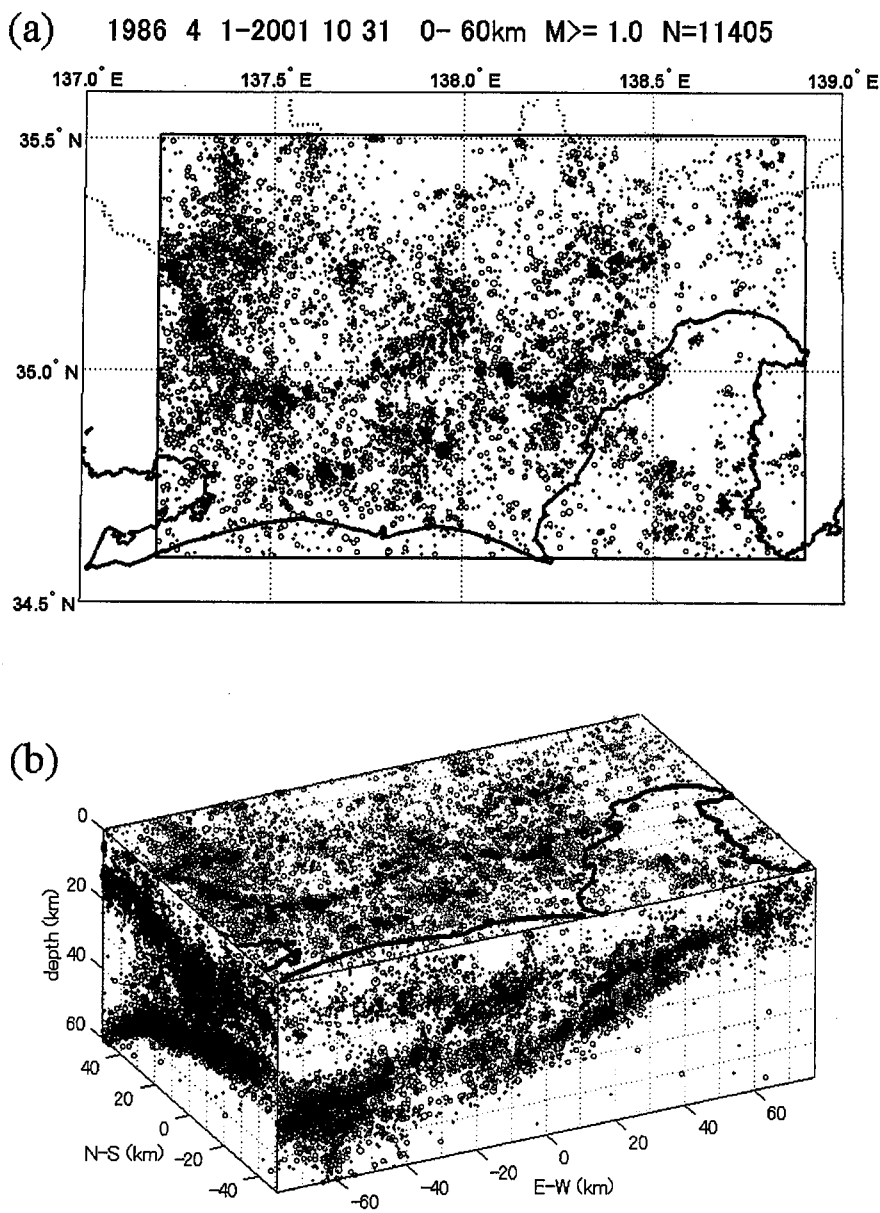 (a) 1986 4 1-2001 10 31 0- 60km M>= 1.0 N=11405
137.0° E 137.5° E 138.0° E 138.5° E 139.0° E
35.5° N
35.0° N
34.5° N
(b)
0
20
40
60
depth (km)
40
20
0
-20
-40
N-S (km)
-60
-40
-20
0
20
40
60
E-W (km)